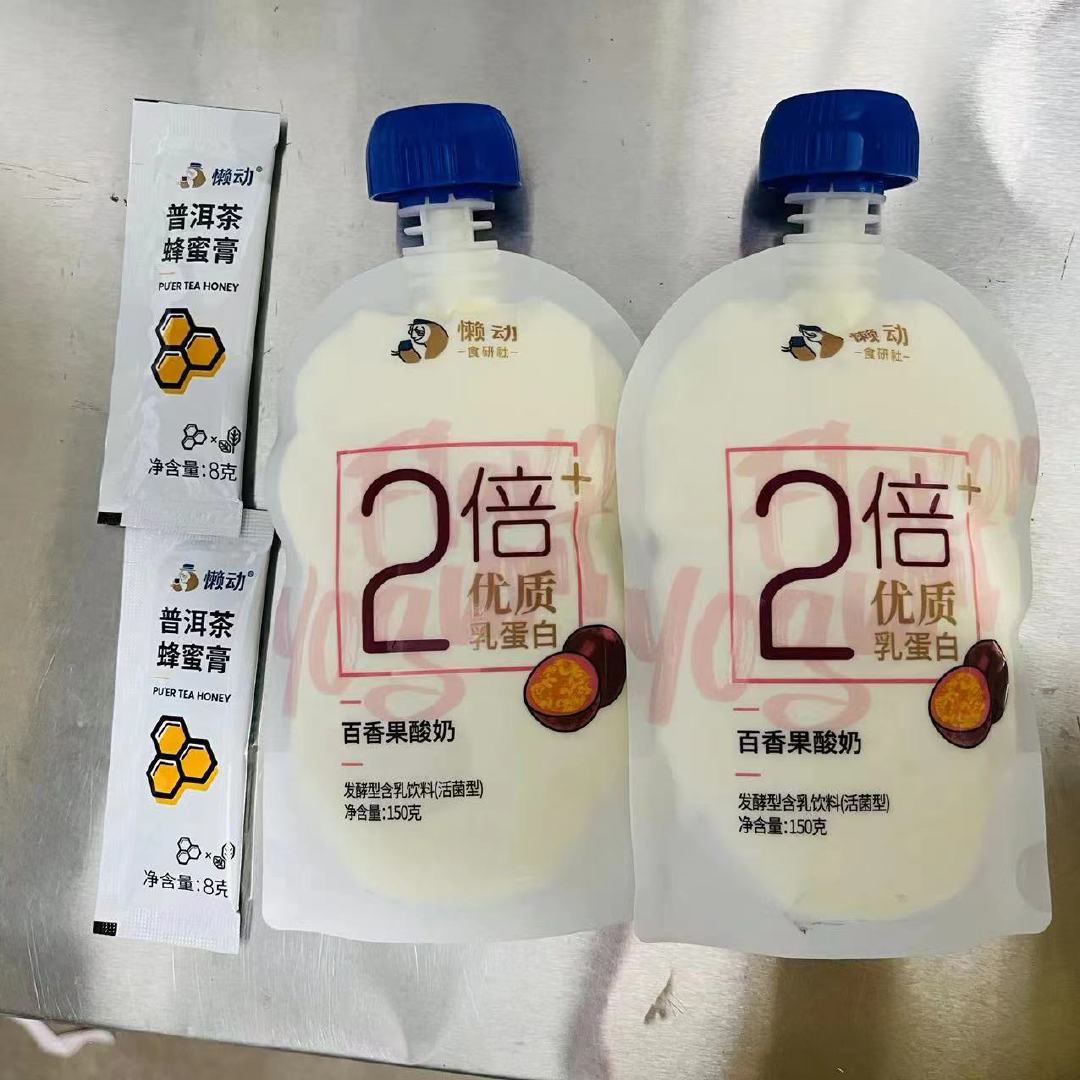 懒动®
普洱茶
蜂蜜膏
PU'ER TEA HONEY
净含量:8克
懒动®
普洱茶
蜂蜜膏
PU'ER TEA HONEY
净含量:8克
懒动
食研社
2倍+
优质
乳蛋白
百香果酸奶
发酵型含乳饮料(活菌型)
净含量:150克
懒动
食研社
2倍+
优质
乳蛋白
百香果酸奶
发酵型含乳饮料(活菌型)
净含量:150克